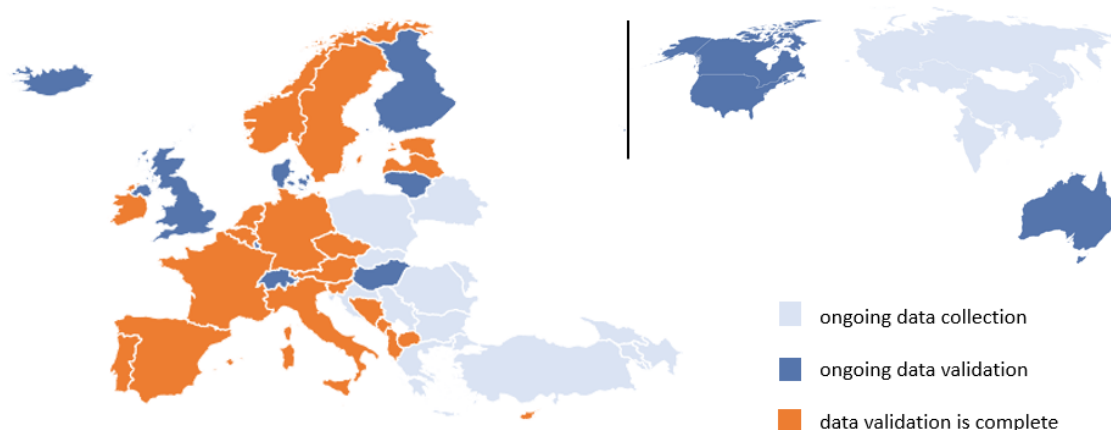 ongoing data collection
ongoing data validation
data validation is complete